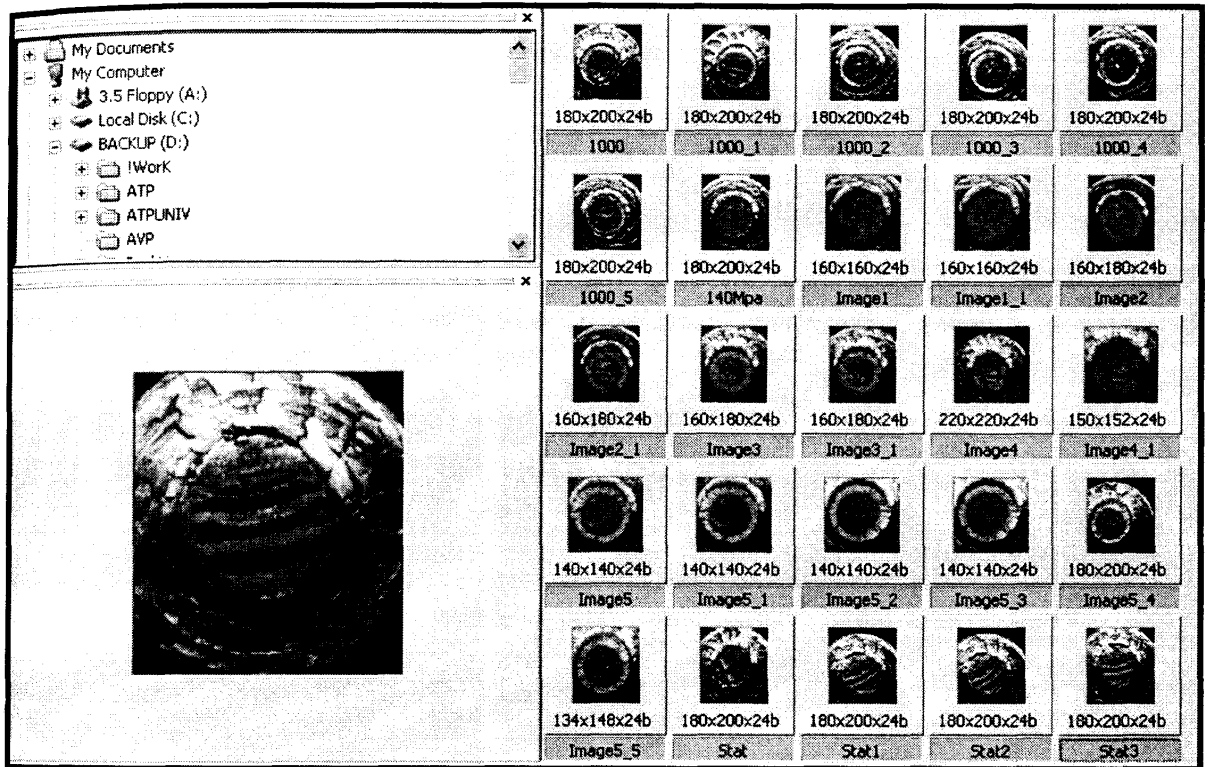 My Documents
My Computer
3.5 Floppy (A:)
Local Disk (C:)
BACKUP (D:)
!WorK
ATP
ATPUNIV
AVP
180x200x24b 180x200x24b 180x200x24b 180x200x24b 180x200x24b
1000 1000_1 1000_2 1000_3 1000_4
180x200x24b 180x200x24b 160x160x24b 160x160x24b 160x180x24b
1000_5 140Mpa Image1 Image1_1 Image2
160x180x24b 160x180x24b 160x180x24b 220x220x24b 150x152x24b
Image2_1 Image3 Image3_1 Image4 Image4_1
140x140x24b 140x140x24b 140x140x24b 140x140x24b 180x200x24b
Image5 Image5_1 Image5_2 Image5_3 Image5_4
134x148x24b 180x200x24b 180x200x24b 180x200x24b 180x200x24b
Image5_5 Stat Stat1 Stat2 Stat3